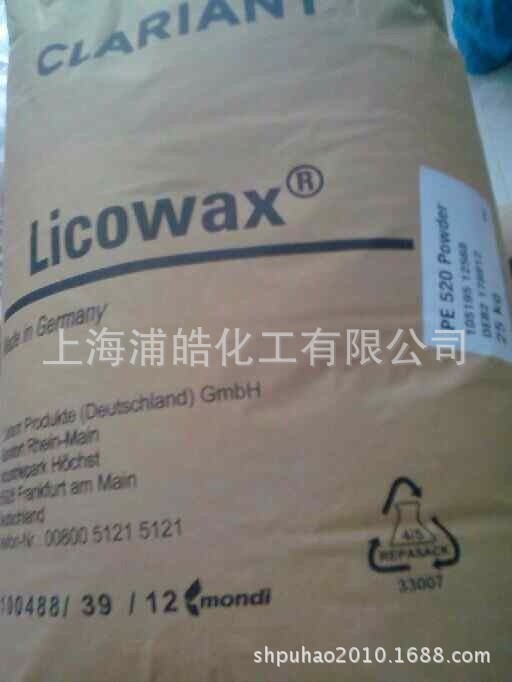 CLARIANT
Licowax®
PE 520 Powder
105195 12568
25 kg
Made in Germany
上海浦皓化工有限公司
Produkte (Deutschland) GmbH
Rhein-Main
Höchst
Frankfurt am Main
00800 5121 5121
4/5
REPASACK
33007
100488/ 39 / 12 mondi
shpuhao2010.1688.com